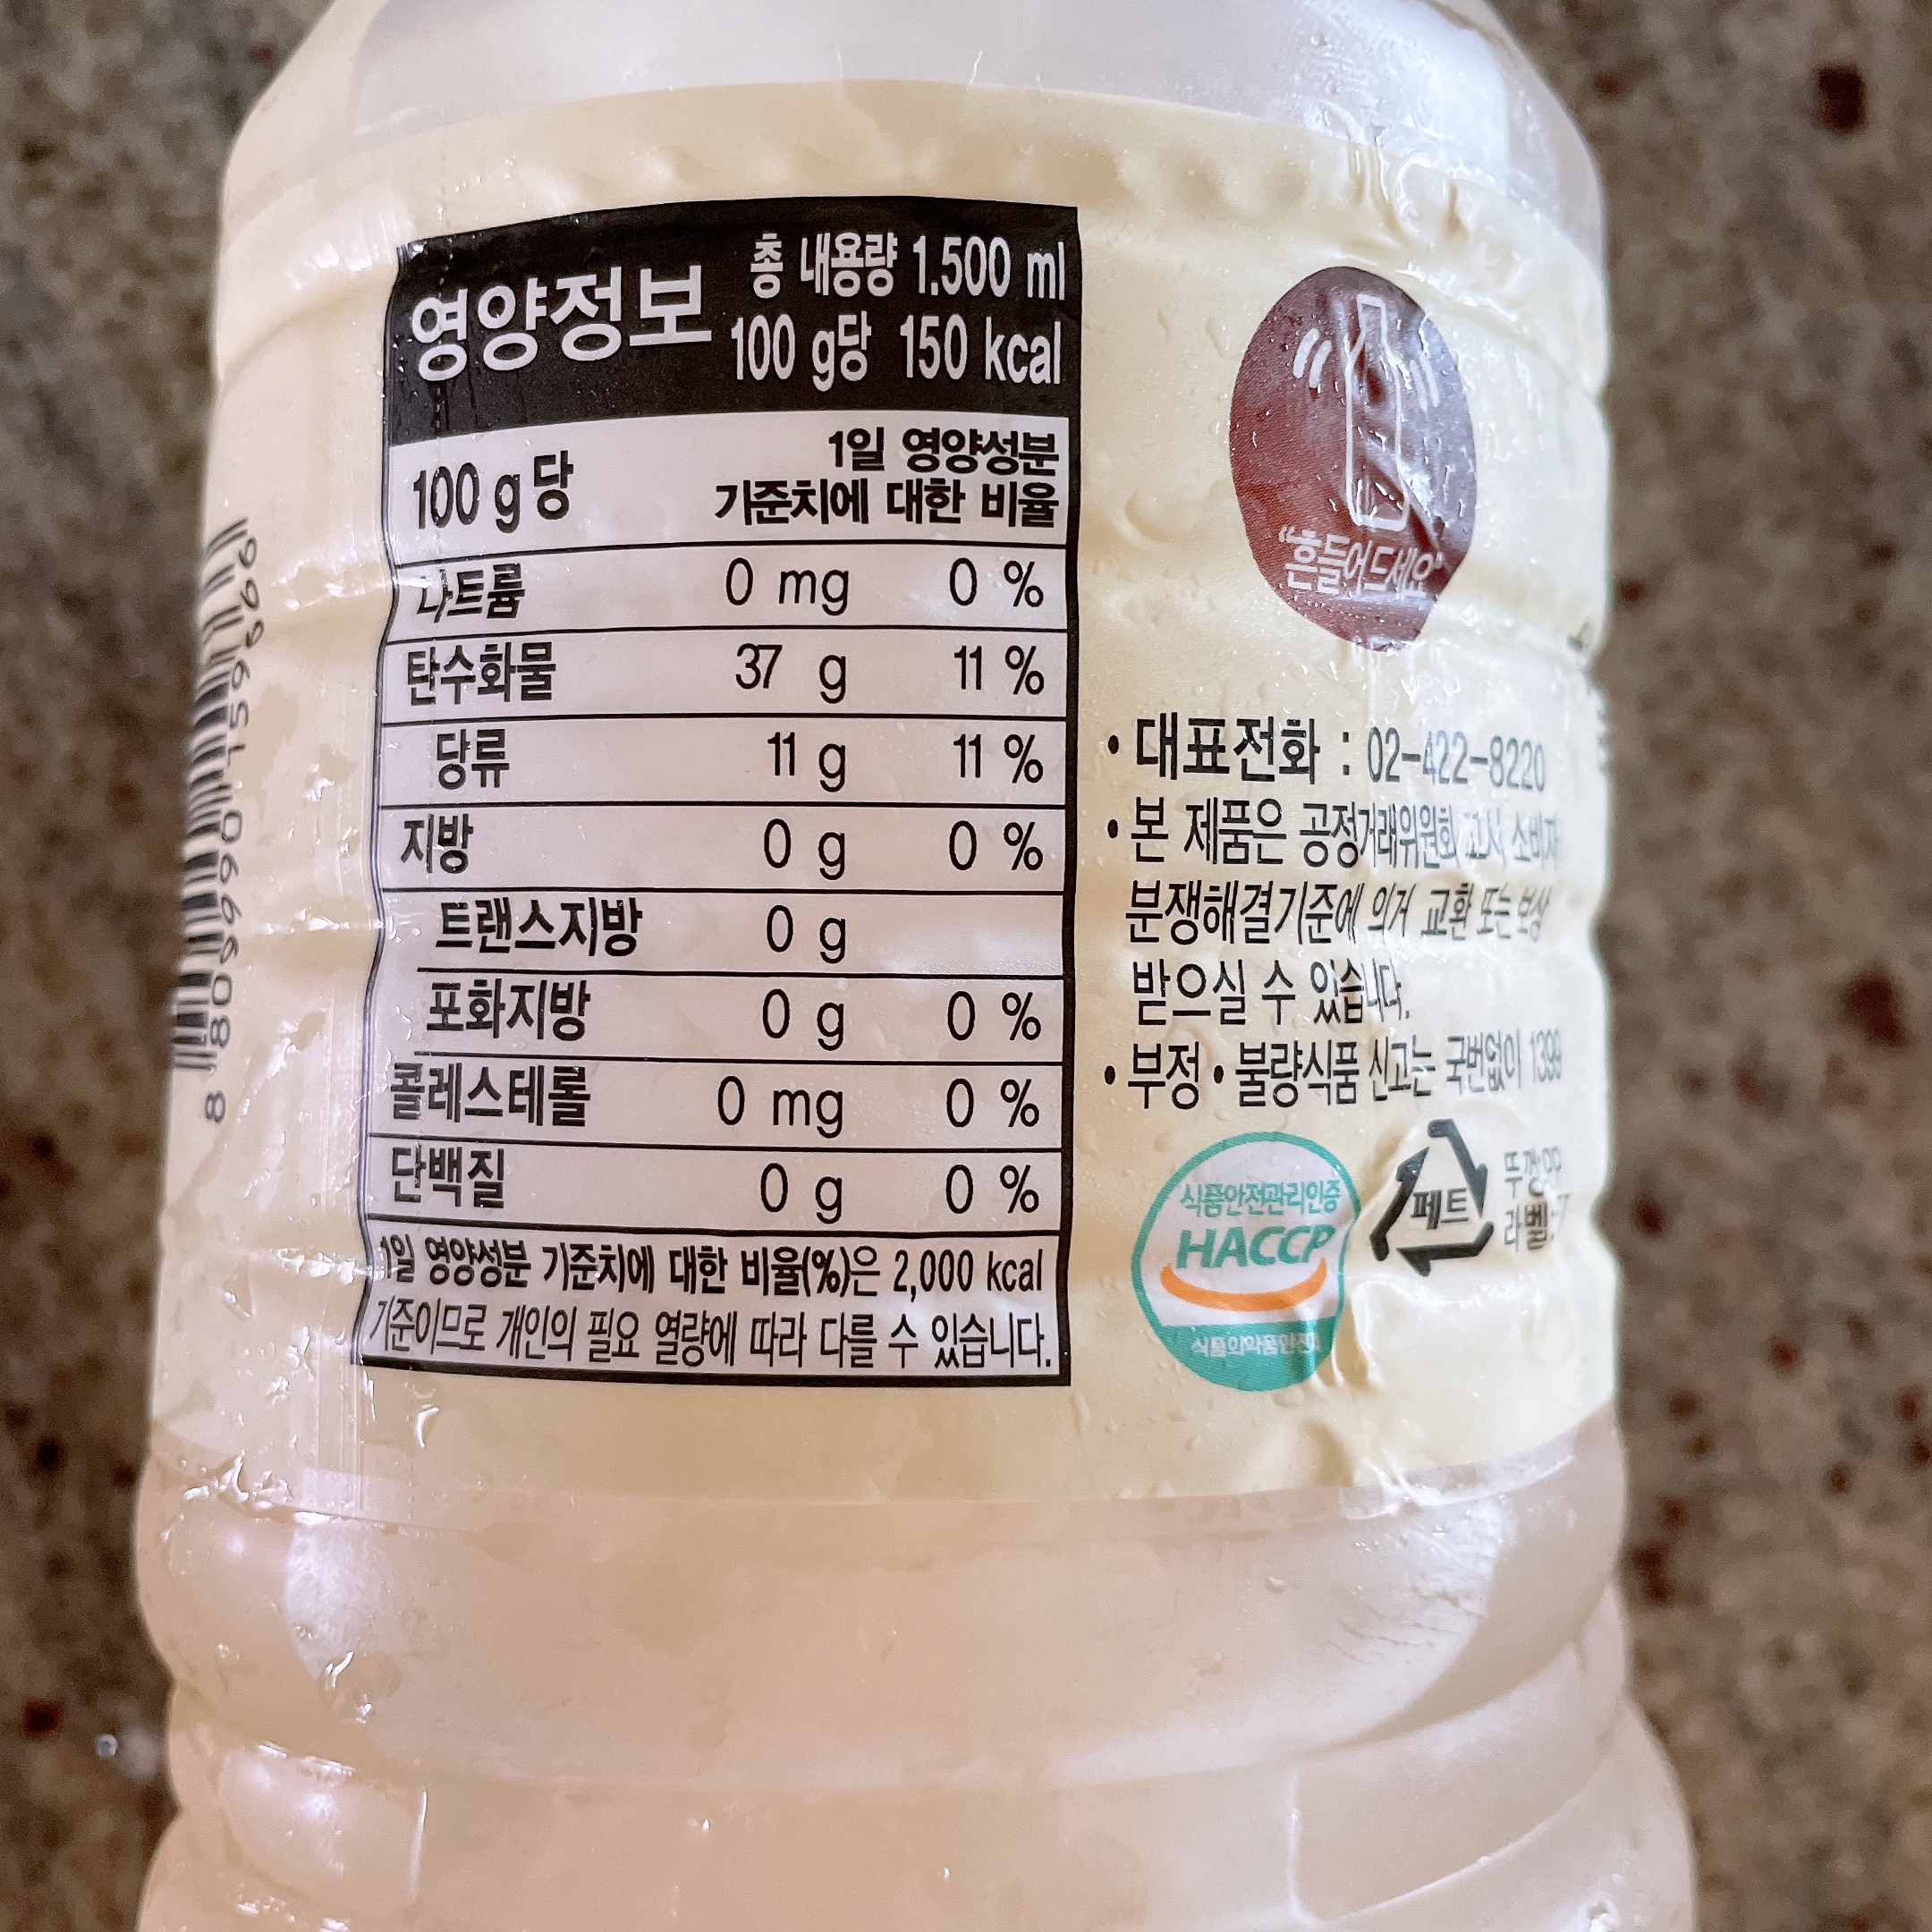 영양정보
총 내용량 1.500 ml
100 g당 150 kcal
100 g당
1일 영양성분
기준치에 대한 비율
나트륨 0 mg 0 %
탄수화물 37 g 11 %
당류 11 g 11 %
지방 0 g 0 %
트랜스지방 0 g
포화지방 0 g 0 %
콜레스테롤 0 mg 0 %
단백질 0 g 0 %
1일 영양성분 기준치에 대한 비율(%)은 2,000 kcal
기준이므로 개인의 필요 열량에 따라 다를 수 있습니다.
"흔들어드세요"
• 대표전화 : 02-422-8220
• 본 제품은 공정거래위원회 고시 소비자
분쟁해결기준에 의거 교환 또는 보상
받으실 수 있습니다.
• 부정 • 불량식품 신고는 국번없이 1399
식품안전관리인증
HACCP
페트